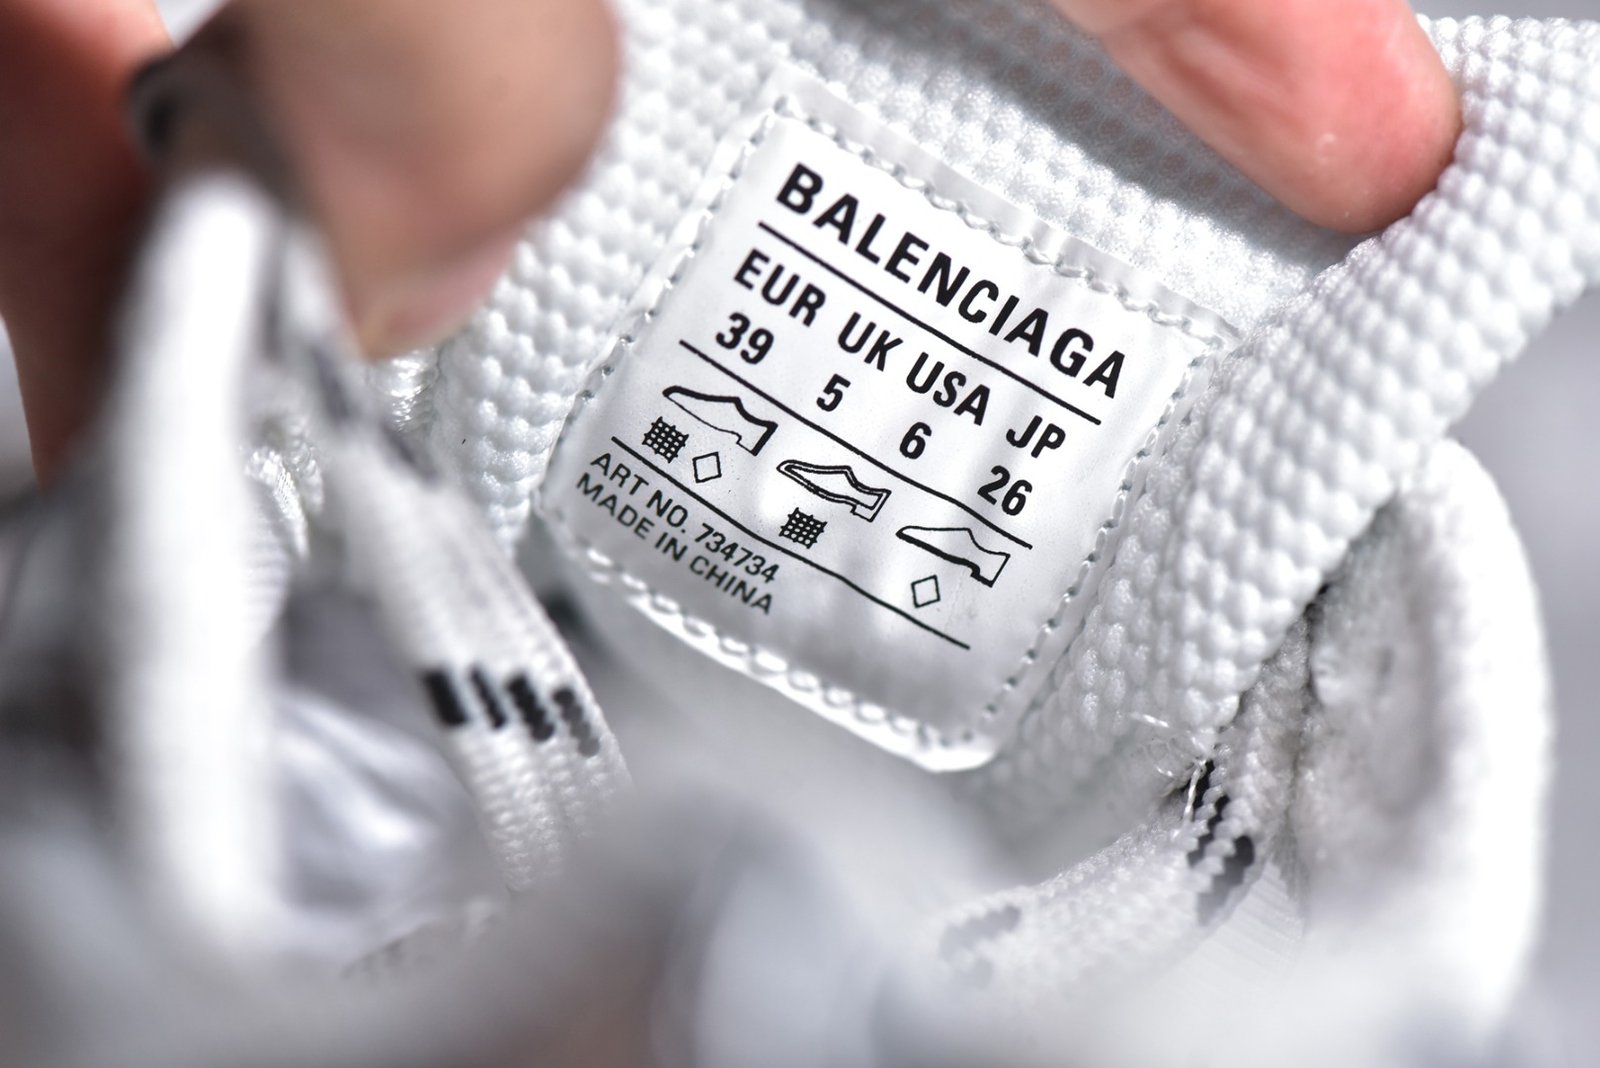 BALENCIAGA
EUR UK USA JP
39 5 6 26
ART NO. 734734
MADE IN CHINA